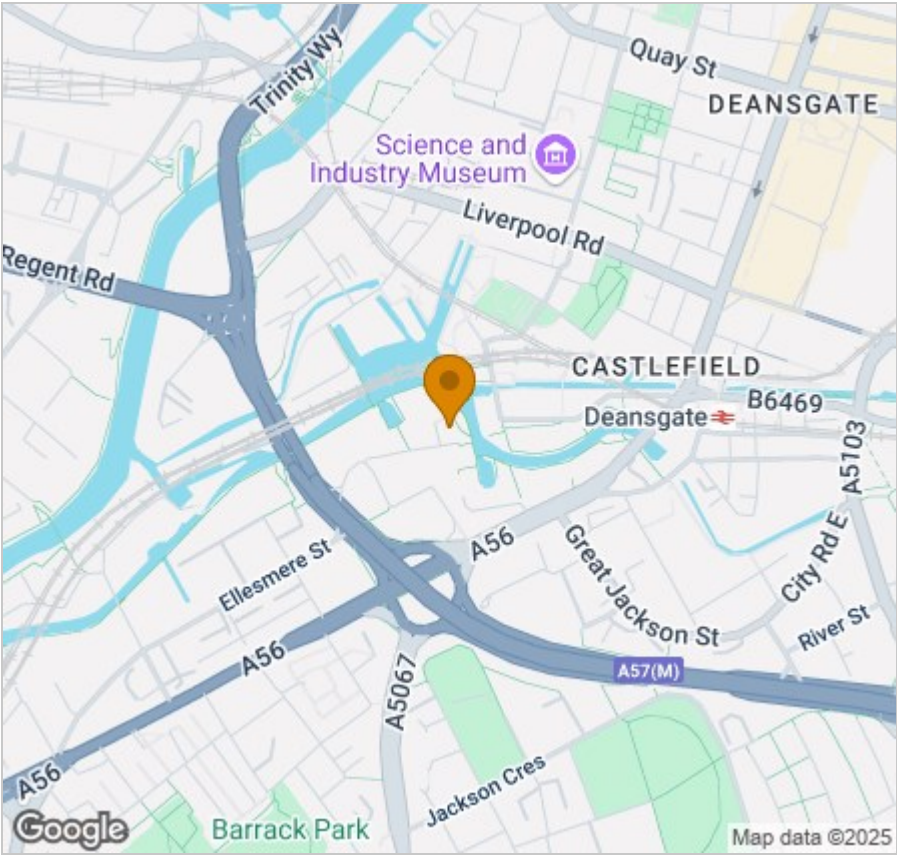 Trinity Wy
Quay St
DEANSGATE
Science and
Industry Museum
Liverpool Rd
Regent Rd
CASTLEFIELD
B6469
Deansgate
A5103
A56
Ellesmere St
Great Jackson St
City Rd E
River St
A56
A57(M)
A5067
Jackson Cres
A56
Google
Barrack Park
Map data ©2025